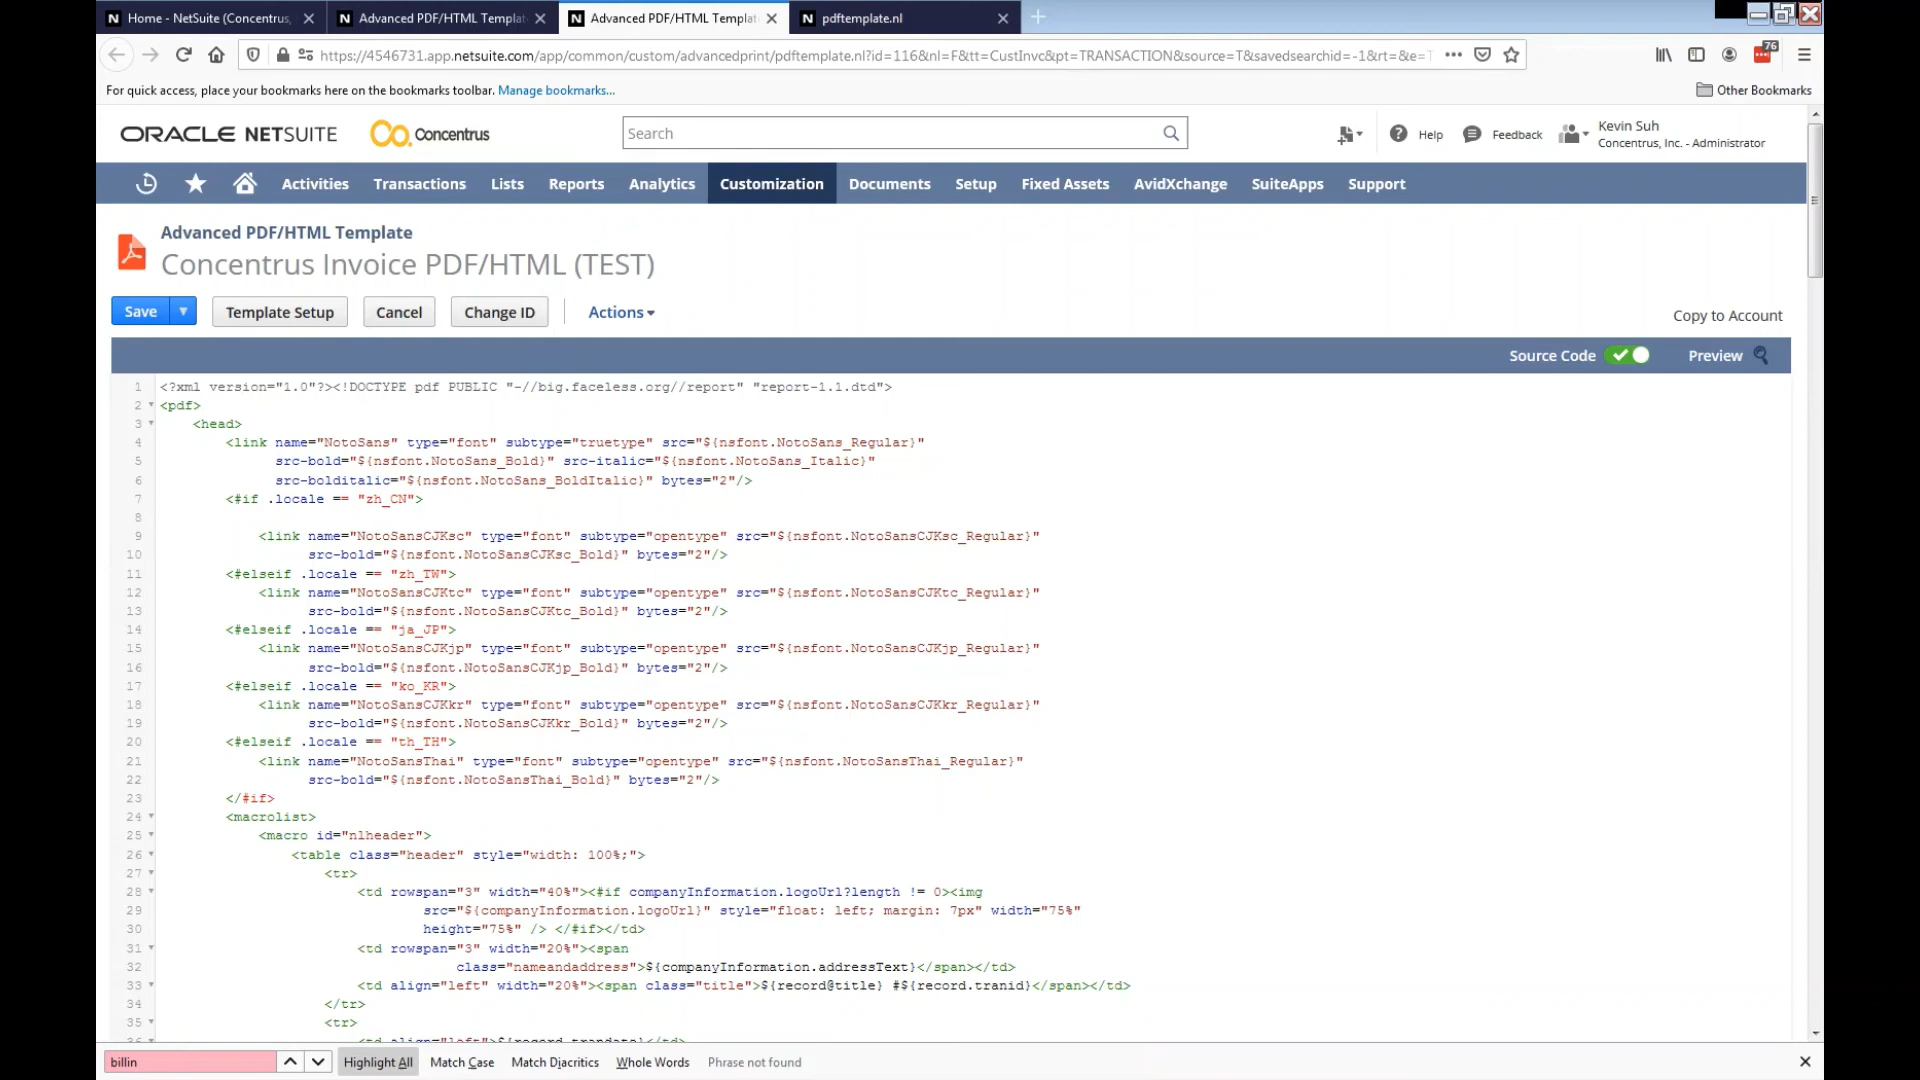 Home - NetSuite (Concentrus,
Advanced PDF/HTML Templat
Advanced PDF/HTML Templat
pdftemplate.nl
https://4546731.app.netsuite.com/app/common/custom/advancedprint/pdftemplate.nl?id=116&nl=F&tt=CustInvc&pt=TRANSACTION&source=T&savedsearchid=-1&rt=&e=T
76
For quick access, place your bookmarks here on the bookmarks toolbar. Manage bookmarks...
Other Bookmarks
ORACLE NETSUITE
Concentrus
Search
Help
Feedback
Kevin Suh
Concentrus, Inc. - Administrator
Activities Transactions Lists Reports Analytics Customization Documents Setup Fixed Assets AvidXchange SuiteApps Support
Advanced PDF/HTML Template
Concentrus Invoice PDF/HTML (TEST)
Save Template Setup Cancel Change ID Actions
Copy to Account
Source Code Preview
1 <?xml version="1.0"?><!DOCTYPE pdf PUBLIC "-//big.faceless.org//report" "report-1.1.dtd">
2 <pdf>
3 <head>
4 <link name="NotoSans" type="font" subtype="truetype" src="${nsfont.NotoSans_Regular}"
5 src-bold="${nsfont.NotoSans_Bold}" src-italic="${nsfont.NotoSans_Italic}"
6 src-bolditalic="${nsfont.NotoSans_BoldItalic}" bytes="2"/>
7 <#if .locale == "zh_CN">
8
9 <link name="NotoSansCJKsc" type="font" subtype="opentype" src="${nsfont.NotoSansCJKsc_Regular}"
10 src-bold="${nsfont.NotoSansCJKsc_Bold}" bytes="2"/>
11 <#elseif .locale == "zh_TW">
12 <link name="NotoSansCJKtc" type="font" subtype="opentype" src="${nsfont.NotoSansCJKtc_Regular}"
13 src-bold="${nsfont.NotoSansCJKtc_Bold}" bytes="2"/>
14 <#elseif .locale == "ja_JP">
15 <link name="NotoSansCJKjp" type="font" subtype="opentype" src="${nsfont.NotoSansCJKjp_Regular}"
16 src-bold="${nsfont.NotoSansCJKjp_Bold}" bytes="2"/>
17 <#elseif .locale == "ko_KR">
18 <link name="NotoSansCJKkr" type="font" subtype="opentype" src="${nsfont.NotoSansCJKkr_Regular}"
19 src-bold="${nsfont.NotoSansCJKkr_Bold}" bytes="2"/>
20 <#elseif .locale == "th_TH">
21 <link name="NotoSansThai" type="font" subtype="opentype" src="${nsfont.NotoSansThai_Regular}"
22 src-bold="${nsfont.NotoSansThai_Bold}" bytes="2"/>
23 </#if>
24 <macrolist>
25 <macro id="nlheader">
26 <table class="header" style="width: 100%;">
27 <tr>
28 <td rowspan="3" width="40%"><#if companyInformation.logoUrl?length != 0><img
29 src="${companyInformation.logoUrl}" style="float: left; margin: 7px" width="75%"
30 height="75%" /> </#if></td>
31 <td rowspan="3" width="20%"><span
32 class="nameandaddress">${companyInformation.addressText}</span></td>
33 <td align="left" width="20%"><span class="title">${record@title} #${record.tranid}</span></td>
34 </tr>
35 <tr>
36 <td align="left">${record.trandate}</td>
billin
Highlight All Match Case Match Diacritics Whole Words Phrase not found